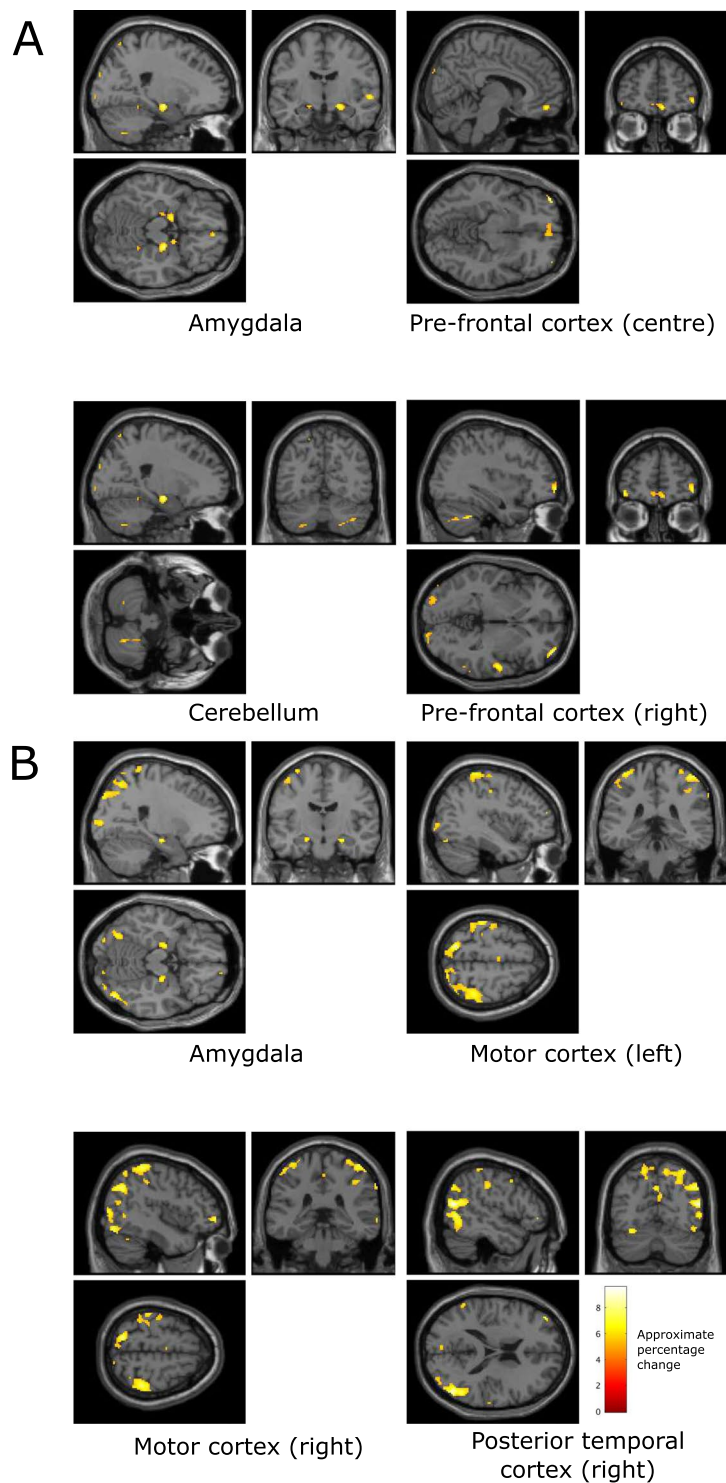 A
Amygdala
Pre-frontal cortex (centre)
Cerebellum
Pre-frontal cortex (right)
B
Amygdala
Motor cortex (left)
Motor cortex (right)
8
6
4
2
0
Approximate
percentage
change
Posterior temporal
cortex (right)